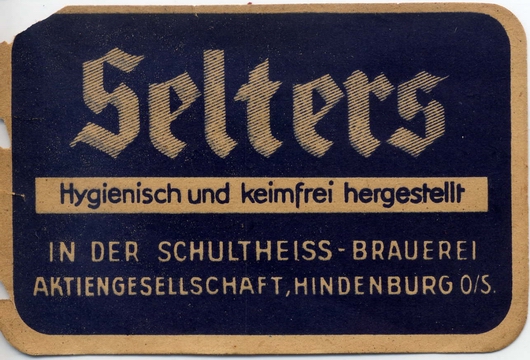 Selters
Hygienisch und keimfrei hergestellt
IN DER SCHULTHEISS-BRAUEREI
AKTIENGESELLSCHAFT, HINDENBURG O/S.